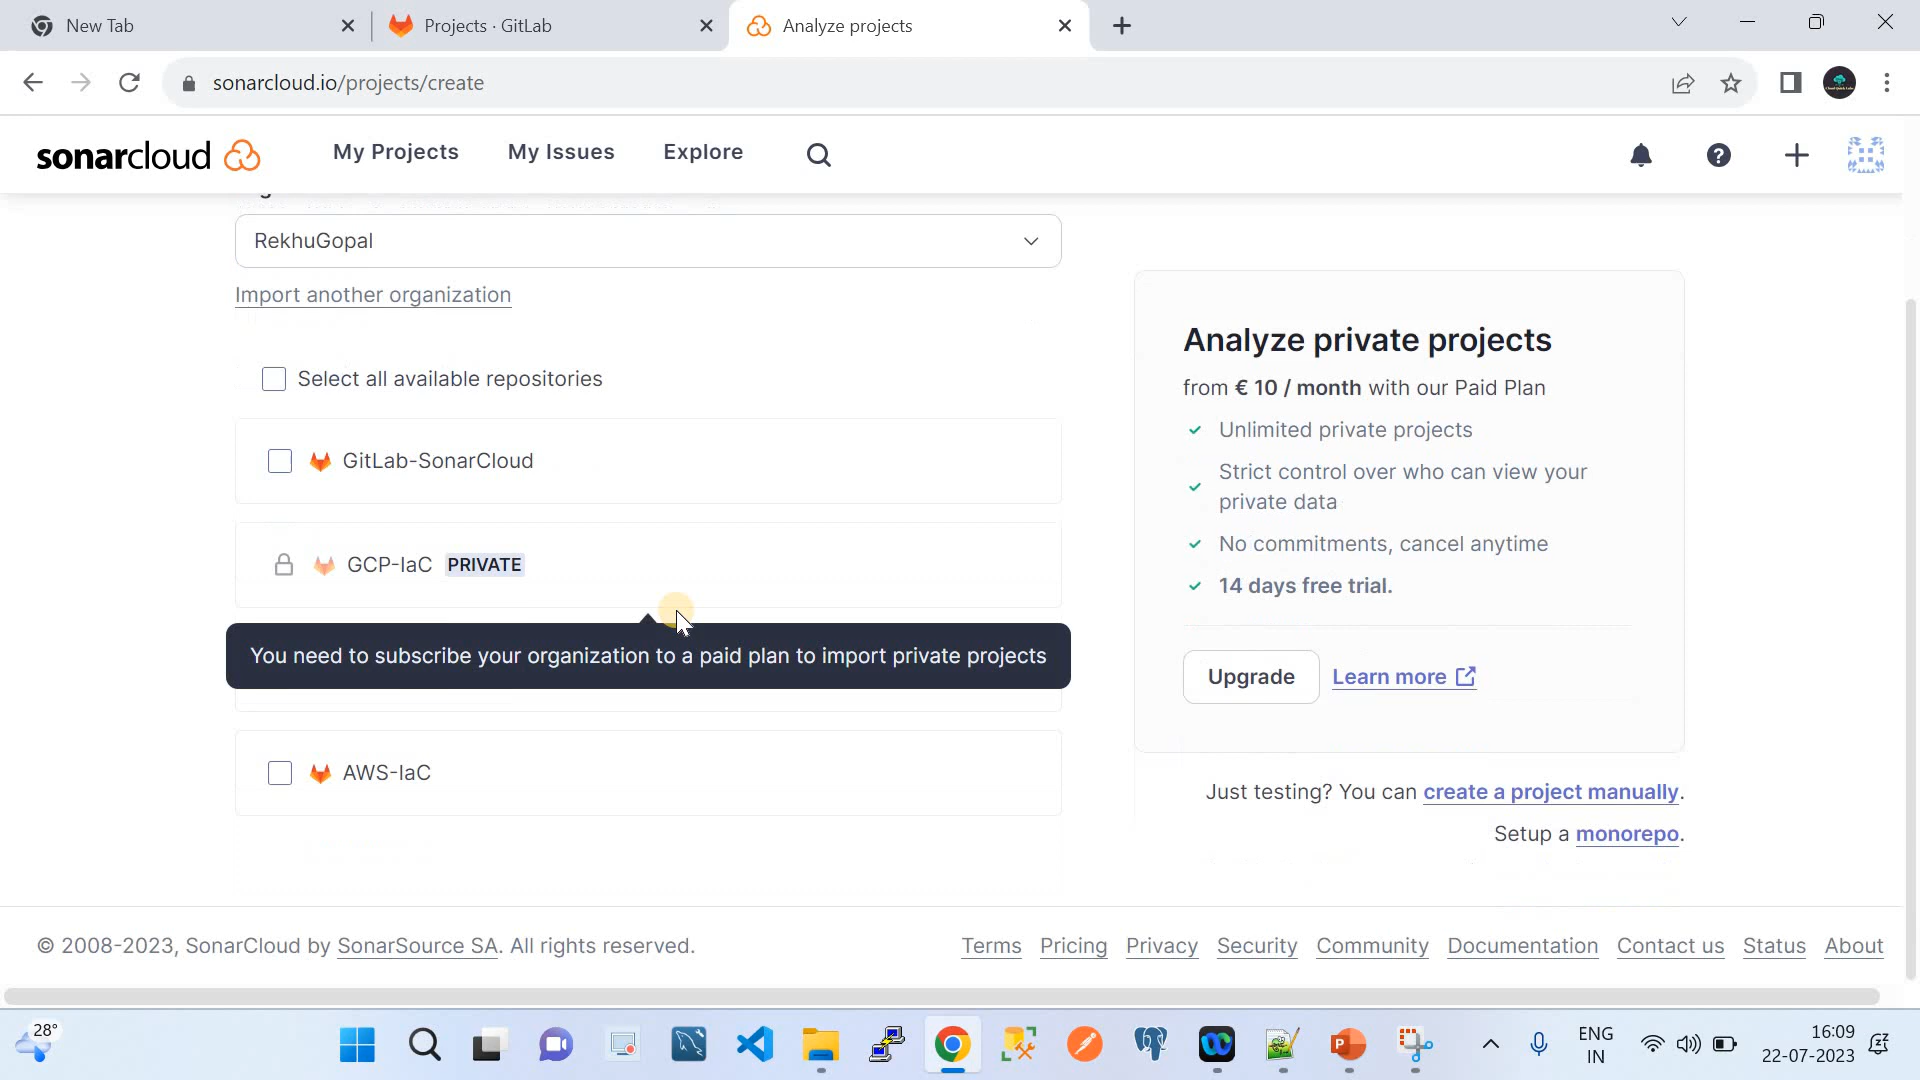 New Tab
Projects · GitLab
Analyze projects
sonarcloud.io/projects/create
sonarcloud
My Projects
My Issues
Explore
RekhuGopal
Import another organization
Select all available repositories
GitLab-SonarCloud
GCP-IaC PRIVATE
You need to subscribe your organization to a paid plan to import private projects
AWS-IaC
Analyze private projects
from € 10 / month with our Paid Plan
Unlimited private projects
Strict control over who can view your
private data
No commitments, cancel anytime
14 days free trial.
Upgrade
Learn more
Just testing? You can create a project manually.
Setup a monorepo.
© 2008-2023, SonarCloud by SonarSource SA. All rights reserved.
Terms
Pricing
Privacy
Security
Community
Documentation
Contact us
Status
About
28°
ENG
IN
16:09
22-07-2023